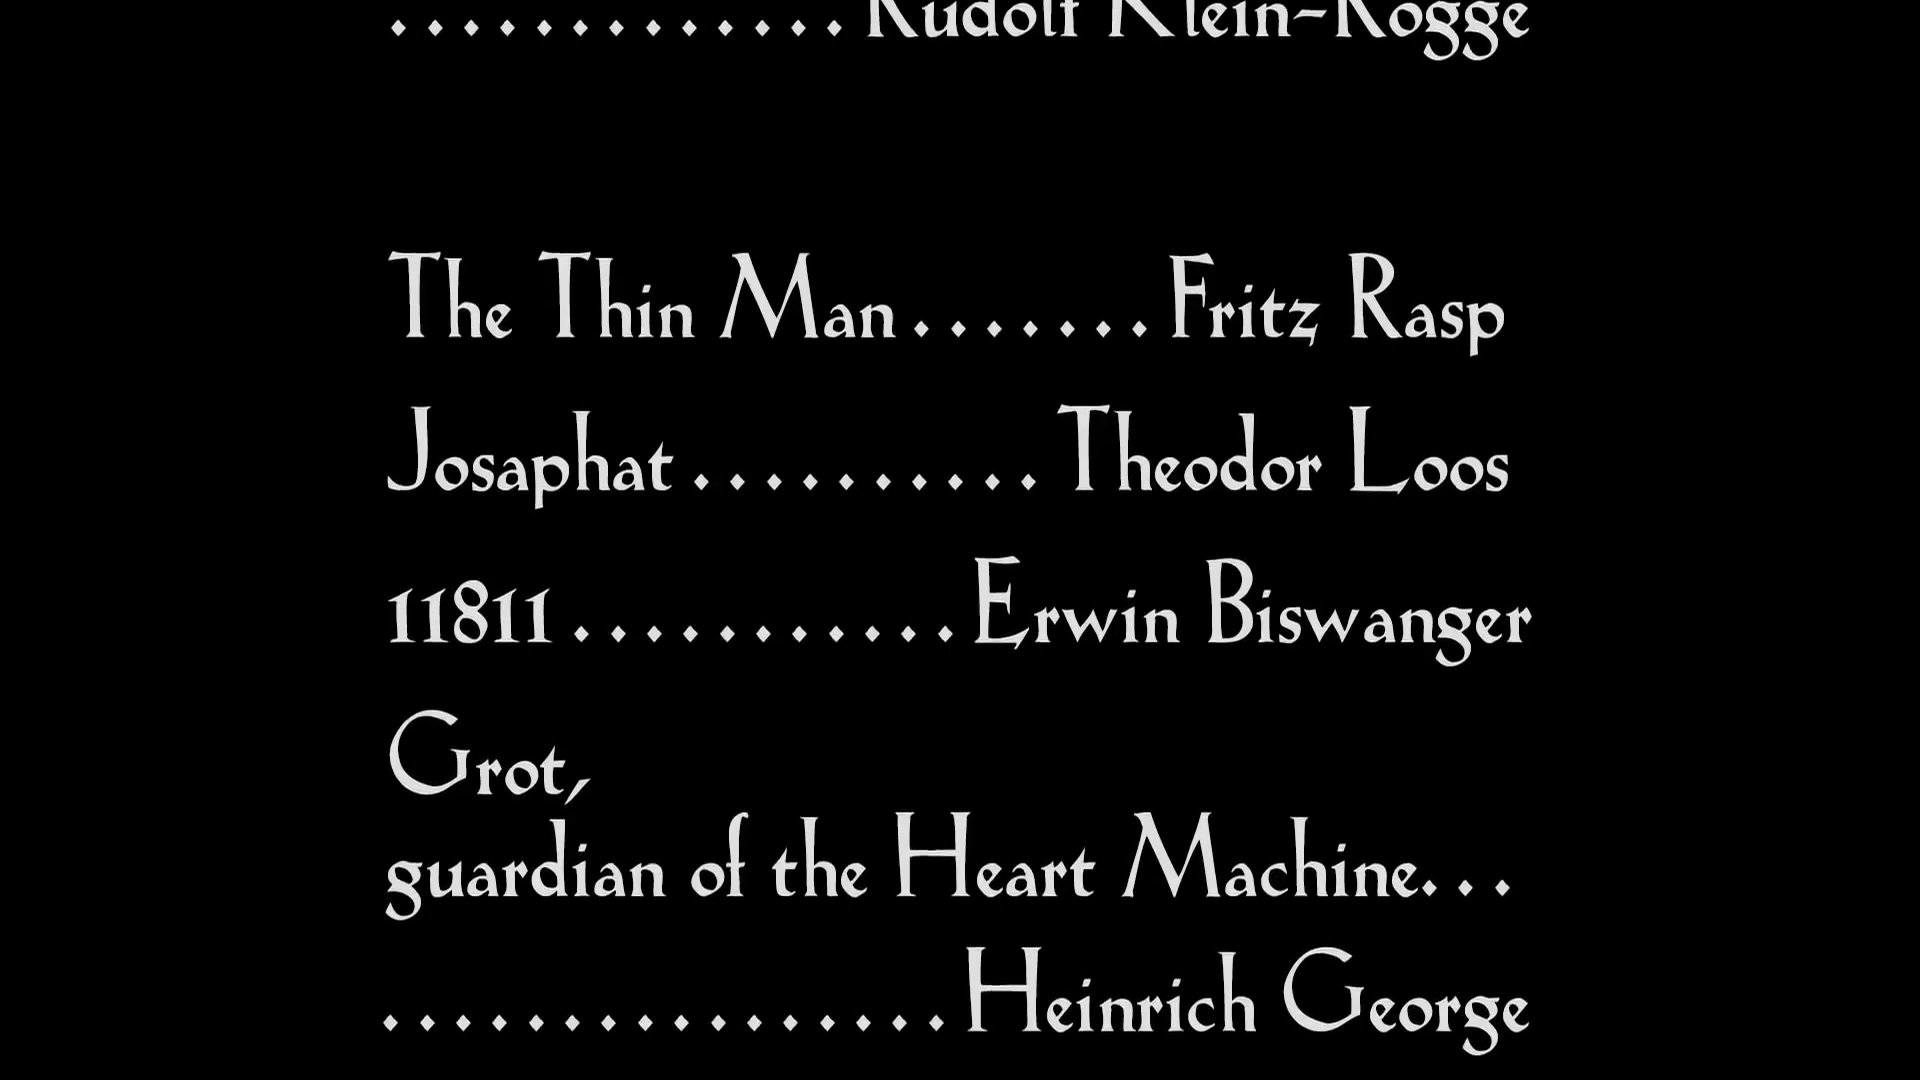 . . . . . . . . . . . . . Rudolf Klein-Rogge
The Thin Man . . . . . . . Fritz Rasp
Josaphat . . . . . . . . . . Theodor Loos
11811 . . . . . . . . . . . Erwin Biswanger
Grot,
guardian of the Heart Machine. . .
. . . . . . . . . . . . . . . . Heinrich George